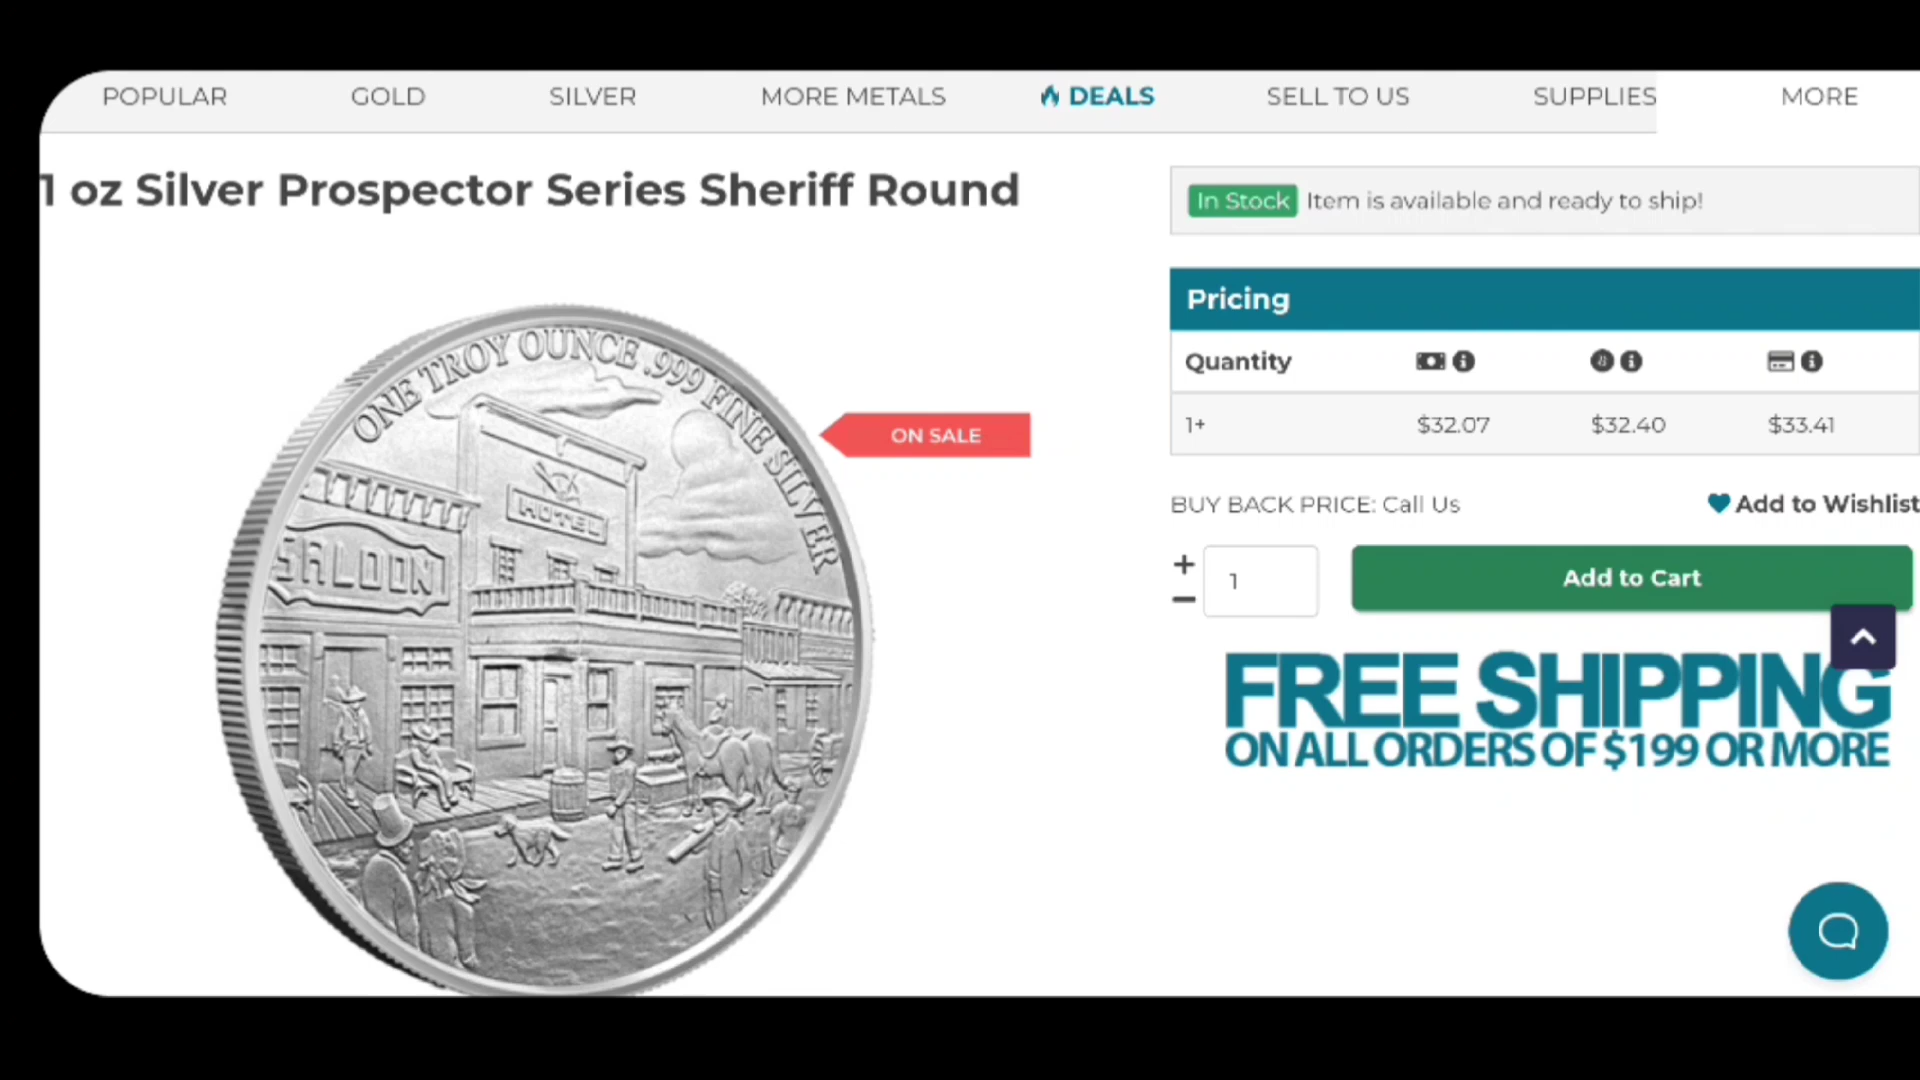 POPULAR GOLD SILVER MORE METALS DEALS SELL TO US SUPPLIES MORE
1 oz Silver Prospector Series Sheriff Round
In Stock Item is available and ready to ship!
Pricing
Quantity
1+ $32.07 $32.40 $33.41
BUY BACK PRICE: Call Us Add to Wishlist
1 Add to Cart
FREE SHIPPING
ON ALL ORDERS OF $199 OR MORE
ON SALE
ONE TROY OUNCE .999 FINE SILVER
HOTEL
SALOON